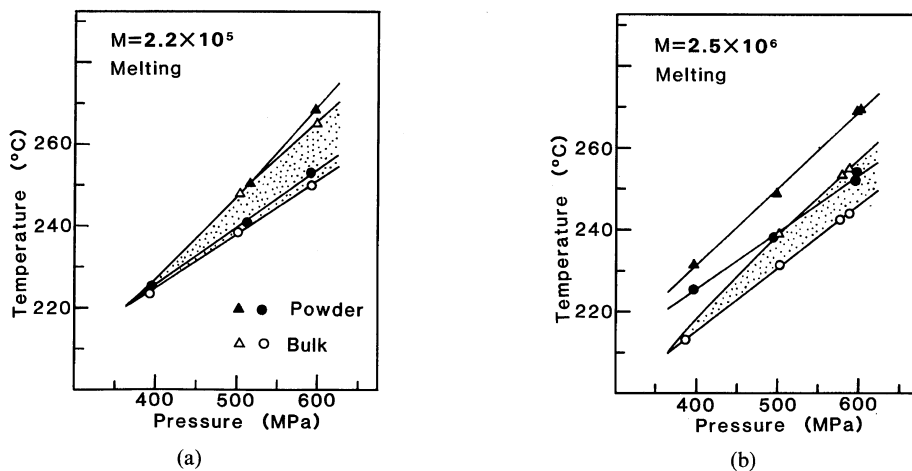 M=2.2×10⁵
Melting
Temperature (°C)
260
240
220
▲ ● Powder
△ ○ Bulk
400 500 600
Pressure (MPa)
(a)
M=2.5×10⁶
Melting
Temperature (°C)
260
240
220
400 500 600
Pressure (MPa)
(b)